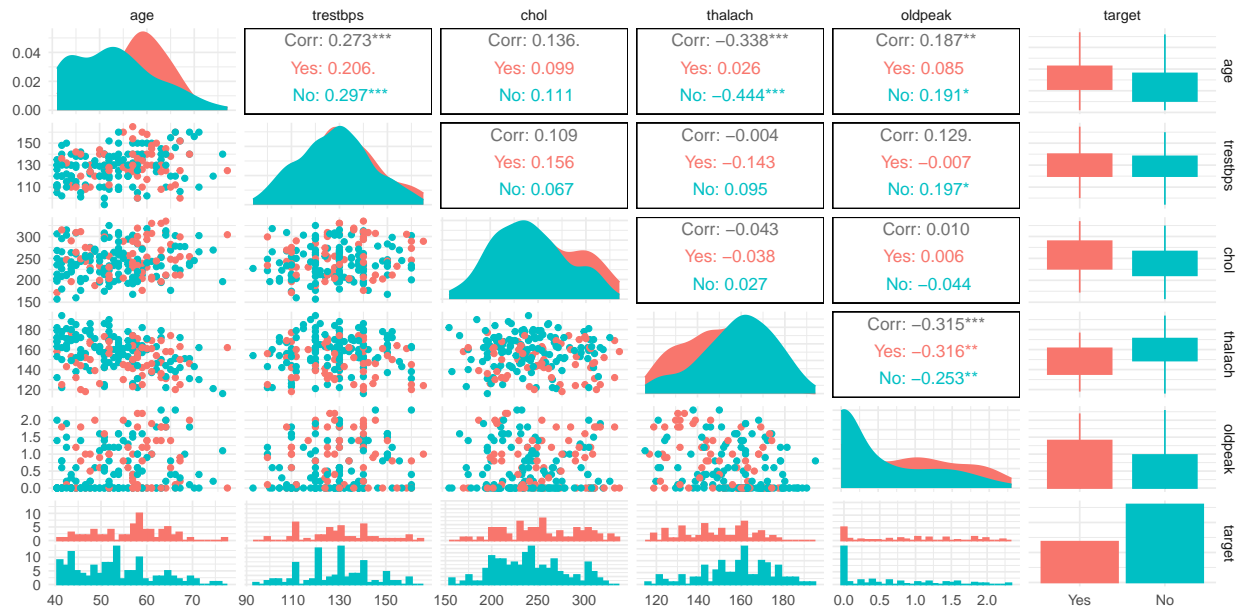 age trestbps chol thalach oldpeak target
0.04
0.02
0.00
Corr: 0.273***
Yes: 0.206.
No: 0.297***
Corr: 0.136.
Yes: 0.099
No: 0.111
Corr: −0.338***
Yes: 0.026
No: −0.444***
Corr: 0.187**
Yes: 0.085
No: 0.191*
age
150
130
110
Corr: 0.109
Yes: 0.156
No: 0.067
Corr: −0.004
Yes: −0.143
No: 0.095
Corr: 0.129.
Yes: −0.007
No: 0.197*
trestbps
300
250
200
150
Corr: −0.043
Yes: −0.038
No: 0.027
Corr: 0.010
Yes: 0.006
No: −0.044
chol
180
160
140
120
Corr: −0.315***
Yes: −0.316**
No: −0.253**
thalach
2.0
1.5
1.0
0.5
0.0
oldpeak
10
5
0
10
5
0
target
40 50 60 70 90 110 130 150 150 200 250 300 120 140 160 180 0.0 0.5 1.0 1.5 2.0 Yes No